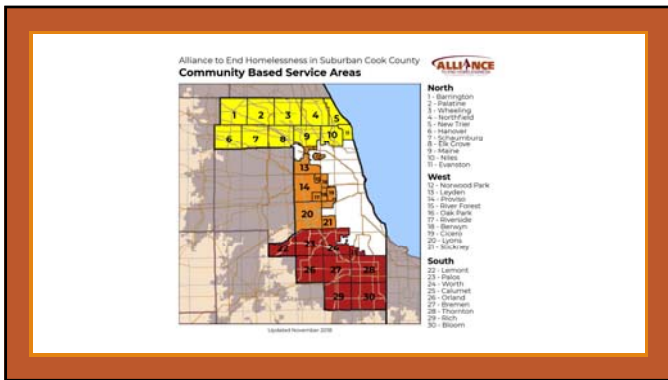 Alliance to End Homelessness in Suburban Cook County
Community Based Service Areas
ALLIANCE
North
1 - Barrington
2 - Palatine
3 - Wheeling
4 - Northfield
5 - New Trier
6 - Hanover
7 - Schaumburg
8 - Elk Grove
9 - Maine
10 - Niles
11 - Evanston
West
12 - Norwood Park
13 - Leyden
14 - Proviso
15 - River Forest
16 - Oak Park
17 - Riverside
18 - Berwyn
19 - Cicero
20 - Lyons
21 - Stickney
South
22 - Lemont
23 - Palos
24 - Worth
25 - Calumet
26 - Orland
27 - Bremen
28 - Thornton
29 - Rich
30 - Bloom
1 2 3 4 5
6 7 8 9 10
13
14
20
21
22 23 24
26 27 28
29 30
Updated November 2018